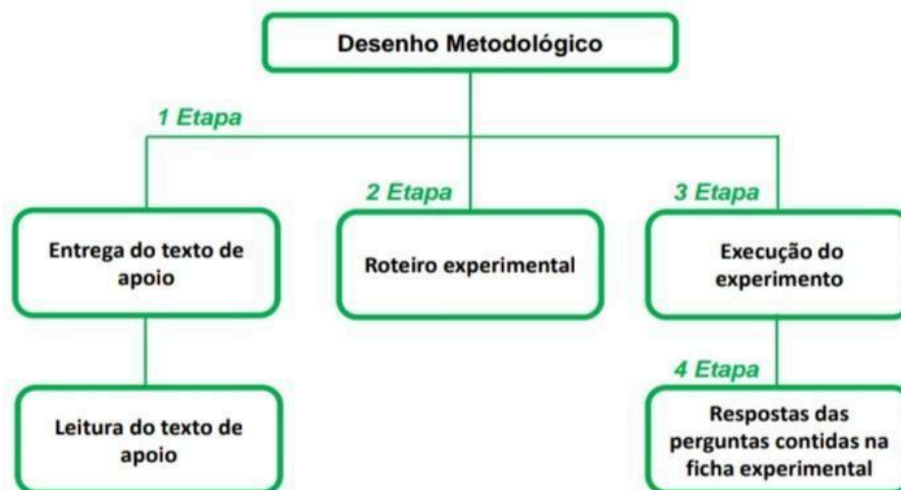 Desenho Metodológico
1 Etapa
2 Etapa
3 Etapa
Entrega do texto de
apoio
Roteiro experimental
Execução do
experimento
4 Etapa
Leitura do texto de
apoio
Respostas das
perguntas contidas na
ficha experimental